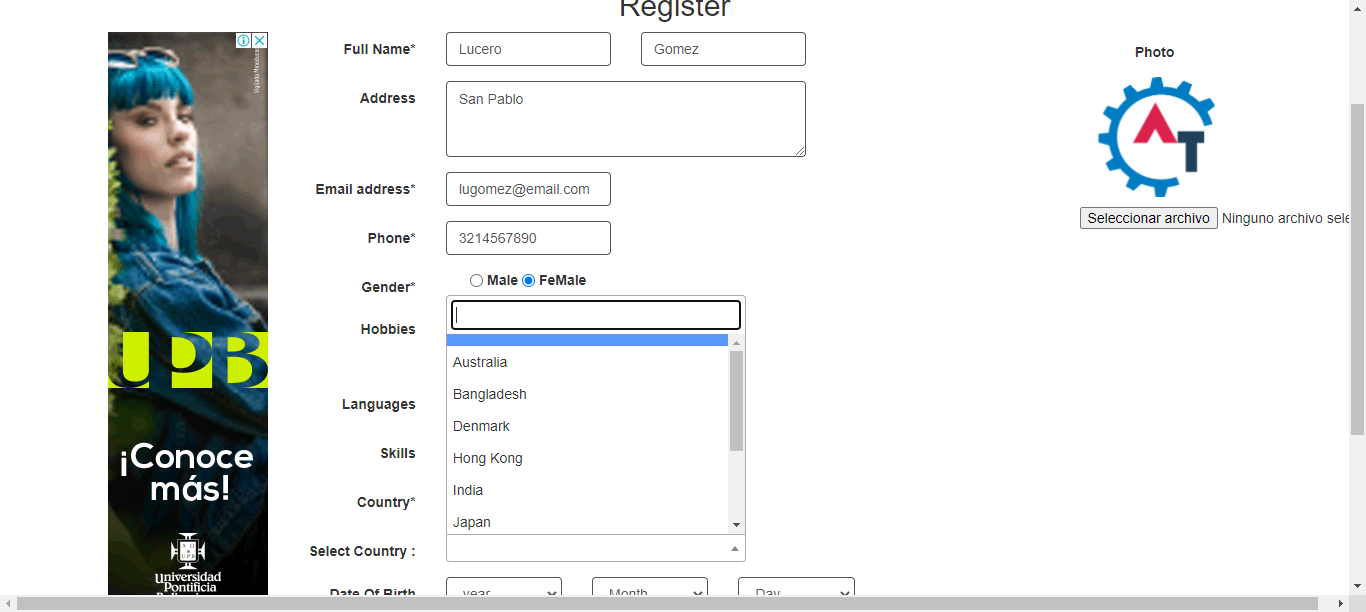 Register
Full Name*
Lucero
Gomez
Photo
Address
San Pablo
AT
Email address*
lugomez@email.com
Seleccionar archivo Ninguno archivo sele
Phone*
3214567890
Gender*
Male
FeMale
Hobbies
Australia
Bangladesh
Denmark
Hong Kong
India
Japan
Languages
Skills
Country*
Select Country :
Date Of Birth
year
Month
Day
UPB
¡Conoce
más!
Universidad
Pontificia